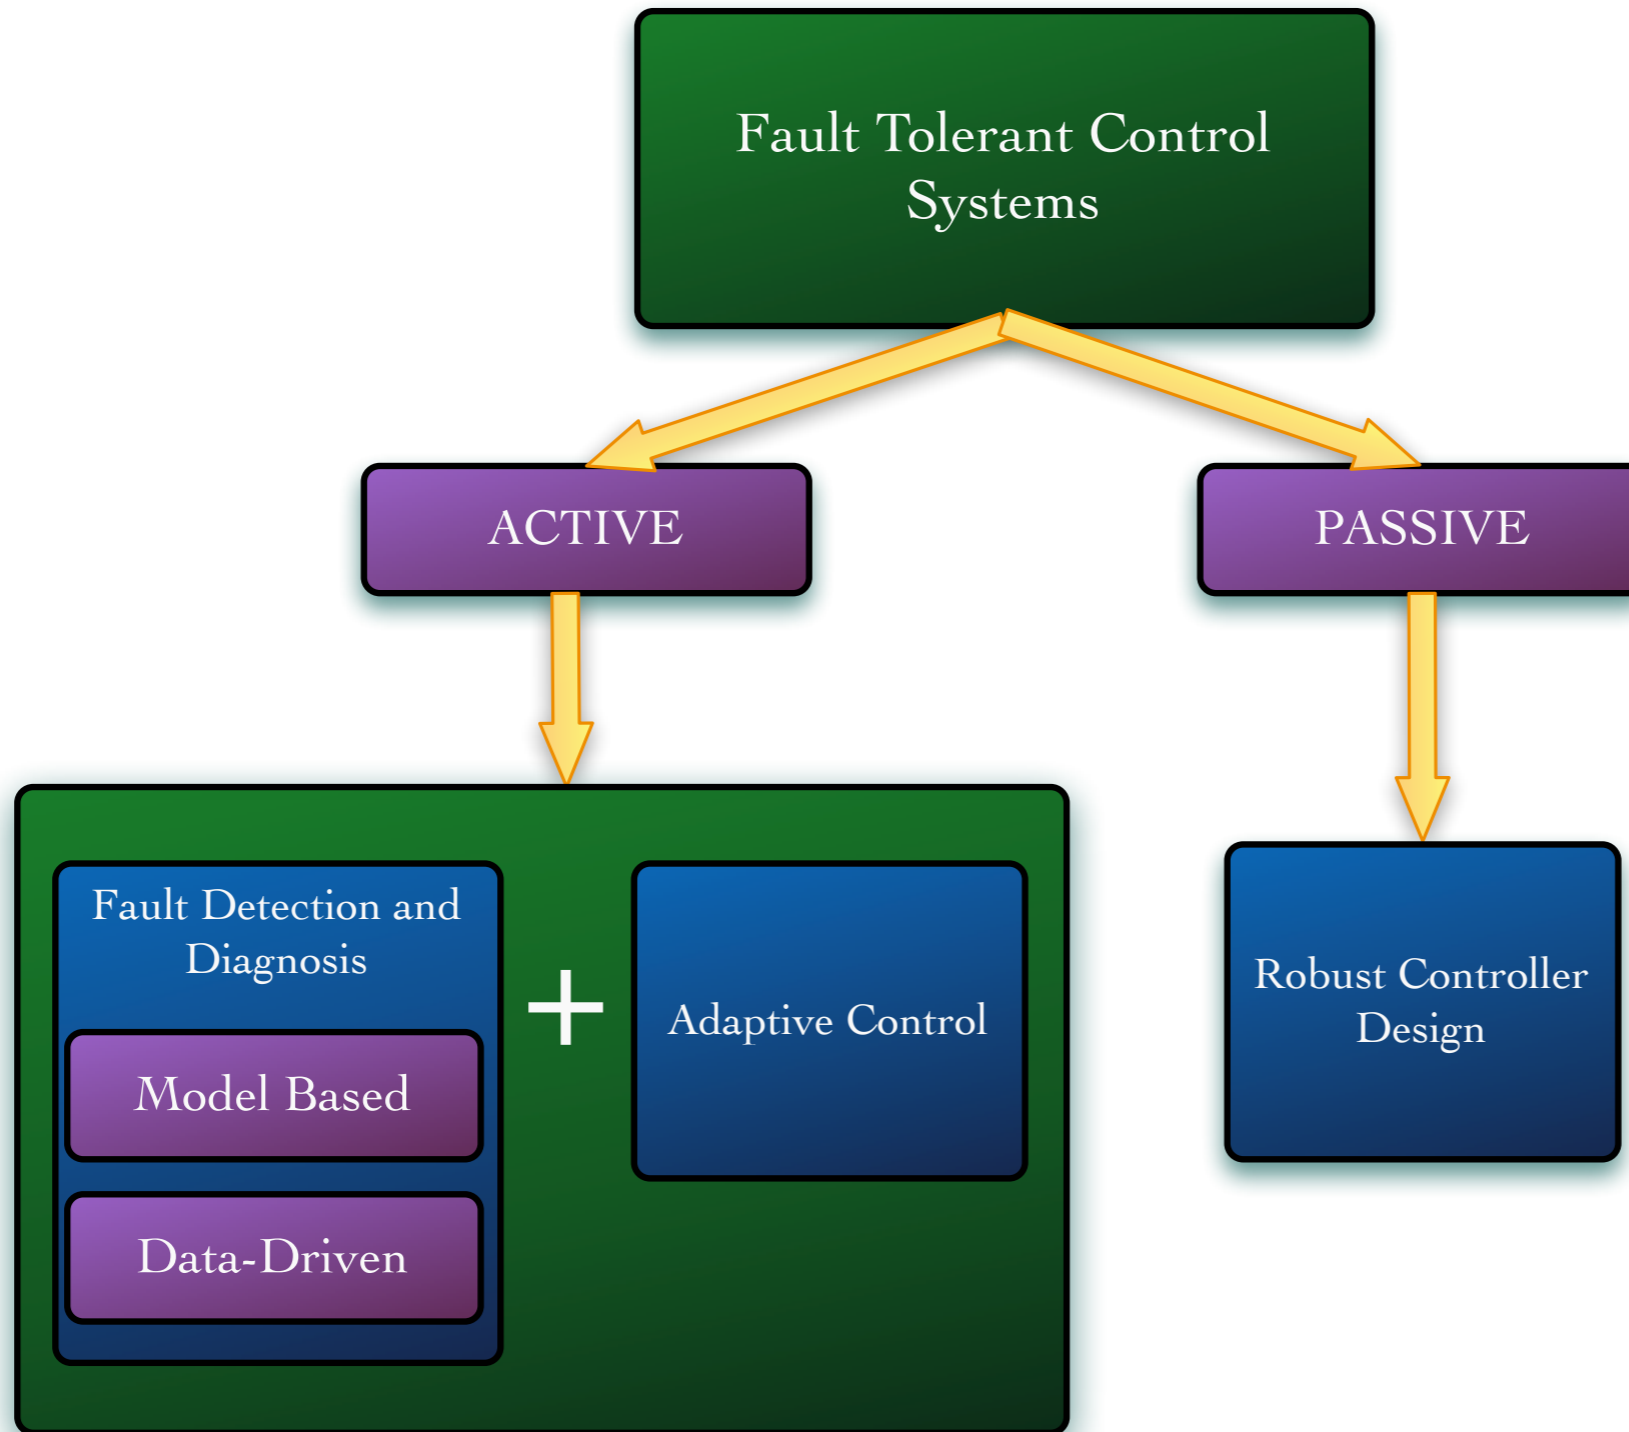 Fault Tolerant Control
Systems
ACTIVE
PASSIVE
Fault Detection and
Diagnosis
Model Based
Data-Driven
+
Adaptive Control
Robust Controller
Design